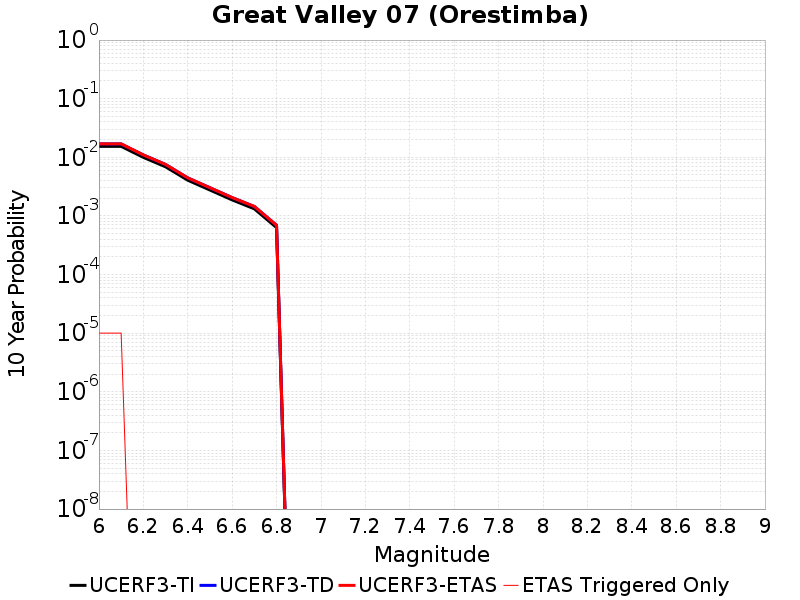 Great Valley 07 (Orestimba)
10^0
10^-1
10^-2
10^-3
10^-4
10^-5
10^-6
10^-7
10^-8
10 Year Probability
6 6.2 6.4 6.6 6.8 7 7.2 7.4 7.6 7.8 8 8.2 8.4 8.6 8.8 9
Magnitude
UCERF3-TI UCERF3-TD UCERF3-ETAS ETAS Triggered Only